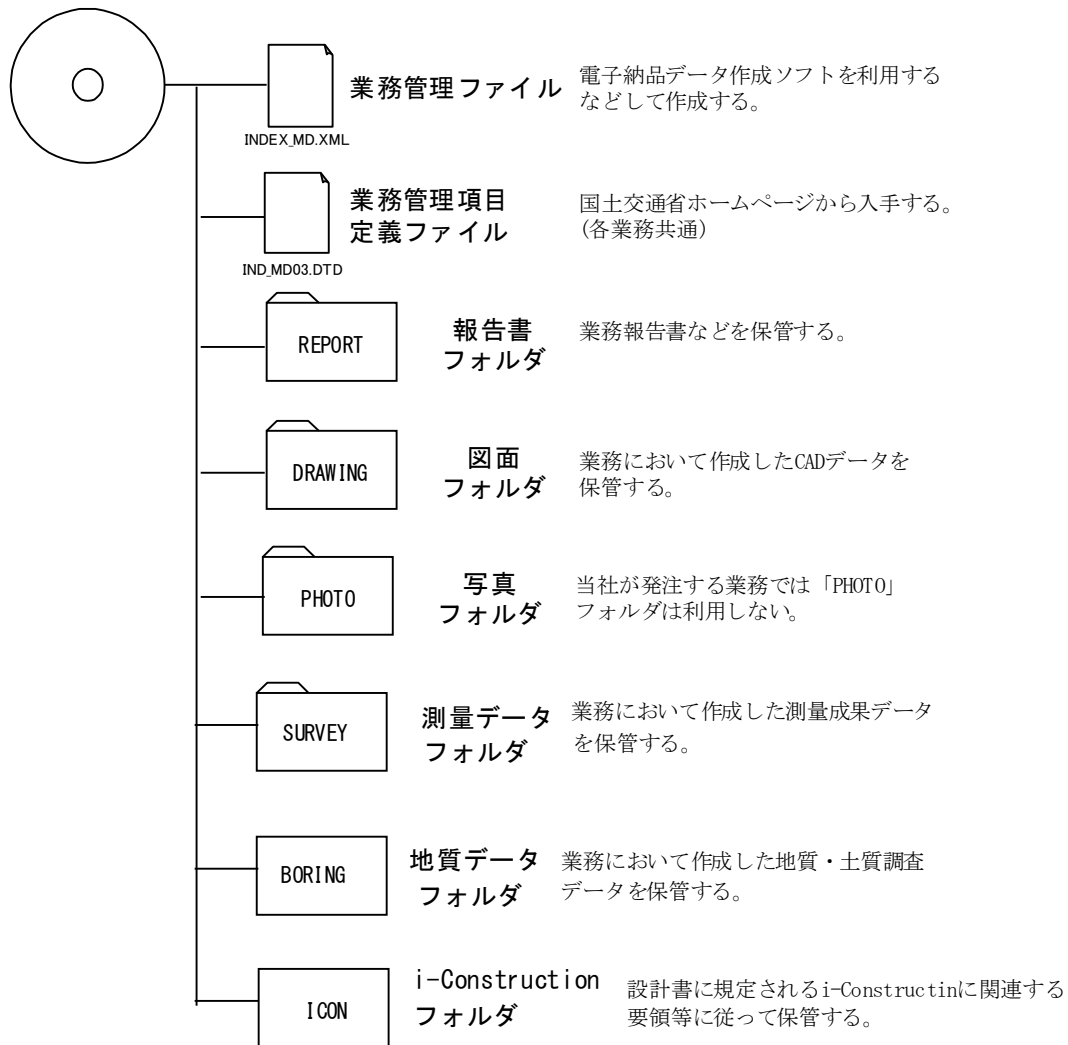 業務管理ファイル
電子納品データ作成ソフトを利用する
などして作成する。
INDEX_MD.XML
業務管理項目
定義ファイル
国土交通省ホームページから入手する。
(各業務共通)
IND_MD03.DTD
REPORT
報告書
フォルダ
業務報告書などを保管する。
DRAWING
図面
フォルダ
業務において作成したCADデータを
保管する。
PHOTO
写真
フォルダ
当社が発注する業務では「PHOTO」
フォルダは利用しない。
SURVEY
測量データ
フォルダ
業務において作成した測量成果データ
を保管する。
BORING
地質データ
フォルダ
業務において作成した地質・土質調査
データを保管する。
ICON
i-Construction
フォルダ
設計書に規定されるi-Constructinに関連する
要領等に従って保管する。